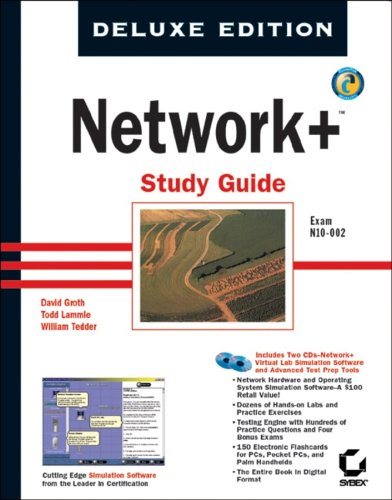 DELUXE EDITION
Network+™
Study Guide
Exam
N10-002
David Groth
Todd Lammle
William Tedder
Includes Two CDs–Network+
Virtual Lab Simulation Software
and Advanced Test Prep Tools
• Network Hardware and Operating
System Simulation Software–A $100
Retail Value!
• Dozens of Hands-on Labs and
Practice Exercises
• Testing Engine with Hundreds of
Practice Questions and Four
Bonus Exams
• 150 Electronic Flashcards
for PCs, Pocket PCs, and
Palm Handhelds
• The Entire Book in Digital
Format
Cutting Edge Simulation Software
from the Leader in Certification
SYBEX®